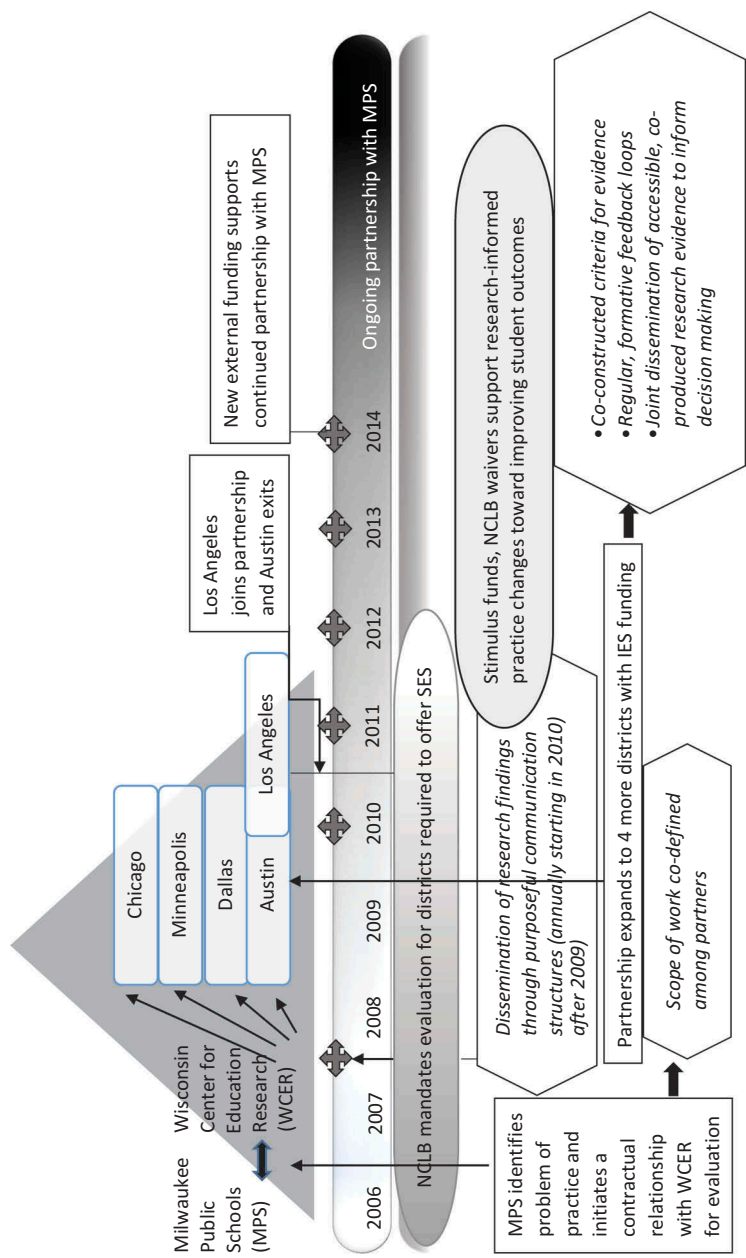 Milwaukee
Public
Schools
(MPS)
Wisconsin
Center for
Education
Research
(WCER)
Chicago
Minneapolis
Dallas
Austin
Los Angeles
Los Angeles
joins partnership
and Austin exits
New external funding supports
continued partnership with MPS
2006
2007
2008
2009
2010
2011
2012
2013
2014
Ongoing partnership with MPS
NCLB mandates evaluation for districts required to offer SES
Stimulus funds, NCLB waivers support research-informed
practice changes toward improving student outcomes
Dissemination of research findings
through purposeful communication
structures (annually starting in 2010)
after 2009)
MPS identifies
problem of
practice and
initiates a
contractual
relationship
with WCER
for evaluation
Partnership expands to 4 more districts with IES funding
Scope of work co-defined
among partners
• Co-constructed criteria for evidence
• Regular, formative feedback loops
• Joint dissemination of accessible, co-
produced research evidence to inform
decision making